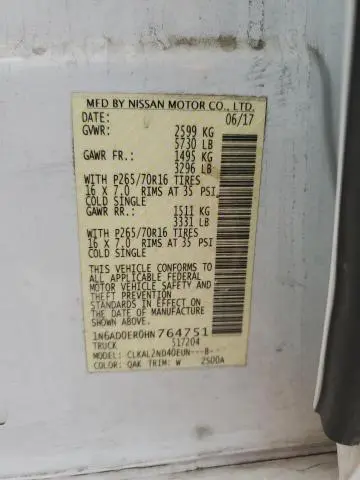 MFD BY NISSAN MOTOR CO., LTD.
DATE: 06/17
GVWR: 2599 KG
5730 LB
GAWR FR.: 1495 KG
3296 LB
WITH P265/70R16 TIRES
16 X 7.0 RIMS AT 35 PSI
COLD SINGLE
GAWR RR.: 1511 KG
3331 LB
WITH P265/70R16 TIRES
16 X 7.0 RIMS AT 35 PSI
COLD SINGLE
THIS VEHICLE CONFORMS TO
ALL APPLICABLE FEDERAL
MOTOR VEHICLE SAFETY AND
THEFT PREVENTION
STANDARDS IN EFFECT ON
THE DATE OF MANUFACTURE
SHOWN ABOVE.
1N6AD0ER0HN764751
TRUCK 517204
MODEL: CLKAL2ND40EUN---B-
COLOR: QAK TRIM: W 2500A